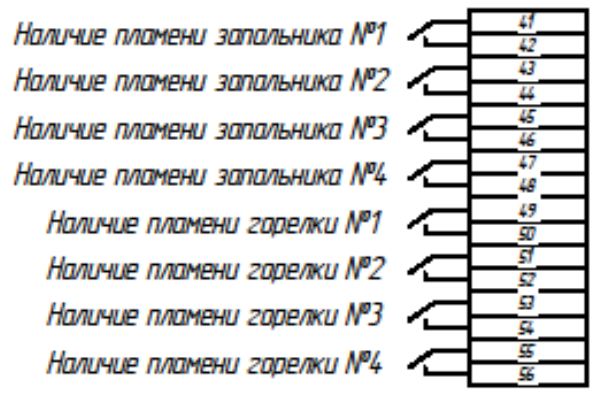 Наличие пламени запальника №1
41
42
Наличие пламени запальника №2
43
44
Наличие пламени запальника №3
45
46
Наличие пламени запальника №4
47
48
Наличие пламени горелки №1
49
50
Наличие пламени горелки №2
51
52
Наличие пламени горелки №3
53
54
Наличие пламени горелки №4
55
56